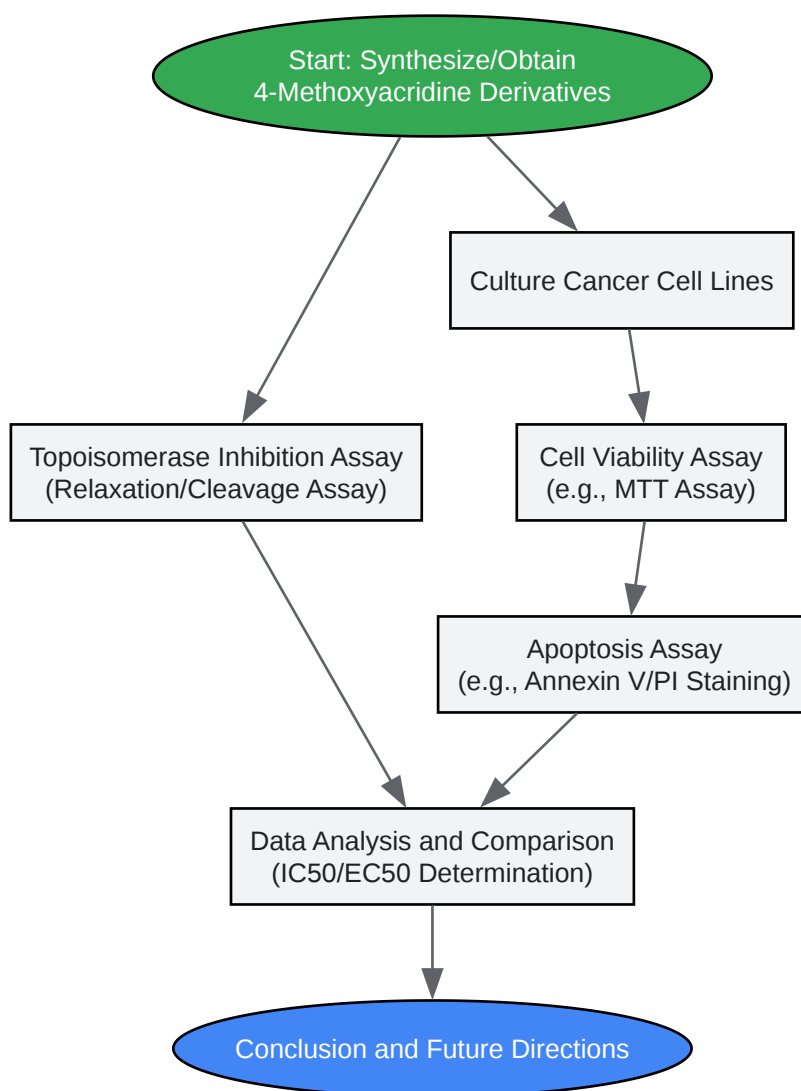 Start: Synthesize/Obtain
4-Methoxyacridine Derivatives
Culture Cancer Cell Lines
Topoisomerase Inhibition Assay
(Relaxation/Cleavage Assay)
Cell Viability Assay
(e.g., MTT Assay)
Apoptosis Assay
(e.g., Annexin V/PI Staining)
Data Analysis and Comparison
(IC50/EC50 Determination)
Conclusion and Future Directions